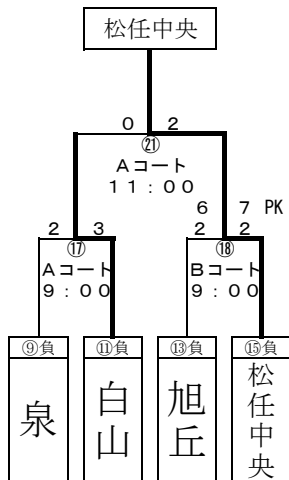 松任中央
０ ２
㉑
Ａコート
１１：００
６ ７ PK
２ ３ ２ ２
⑰ ⑱
Ａコート Ｂコート
９：００ ９：００
⑨負 ⑪負 ⑬負 ⑮負
泉 白山 旭丘 松任中央